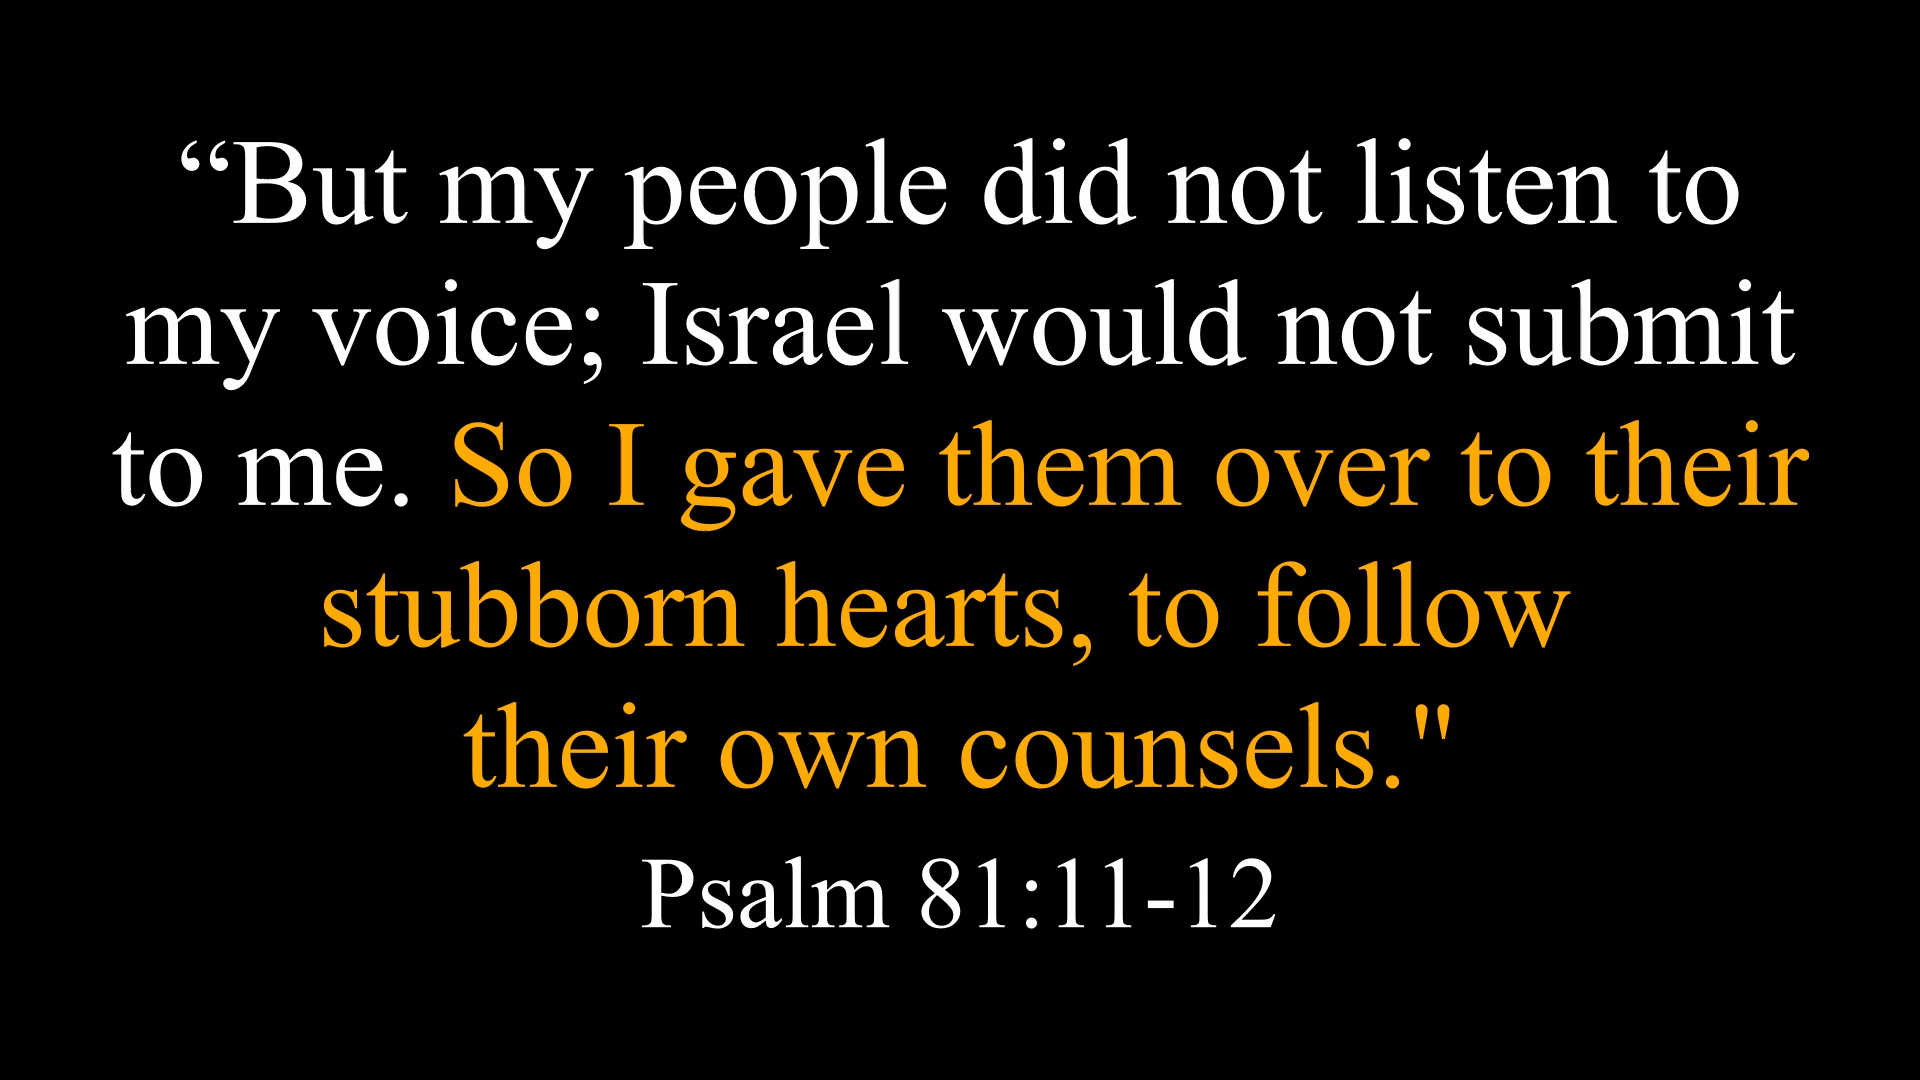 “But my people did not listen to
my voice; Israel would not submit
to me. So I gave them over to their
stubborn hearts, to follow
their own counsels."
Psalm 81:11-12